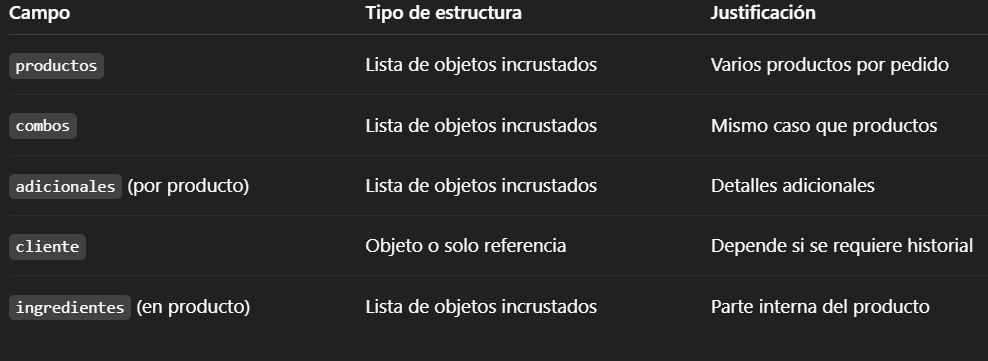 Campo Tipo de estructura Justificación
productos Lista de objetos incrustados Varios productos por pedido
combos Lista de objetos incrustados Mismo caso que productos
adicionales (por producto) Lista de objetos incrustados Detalles adicionales
cliente Objeto o solo referencia Depende si se requiere historial
ingredientes (en producto) Lista de objetos incrustados Parte interna del producto